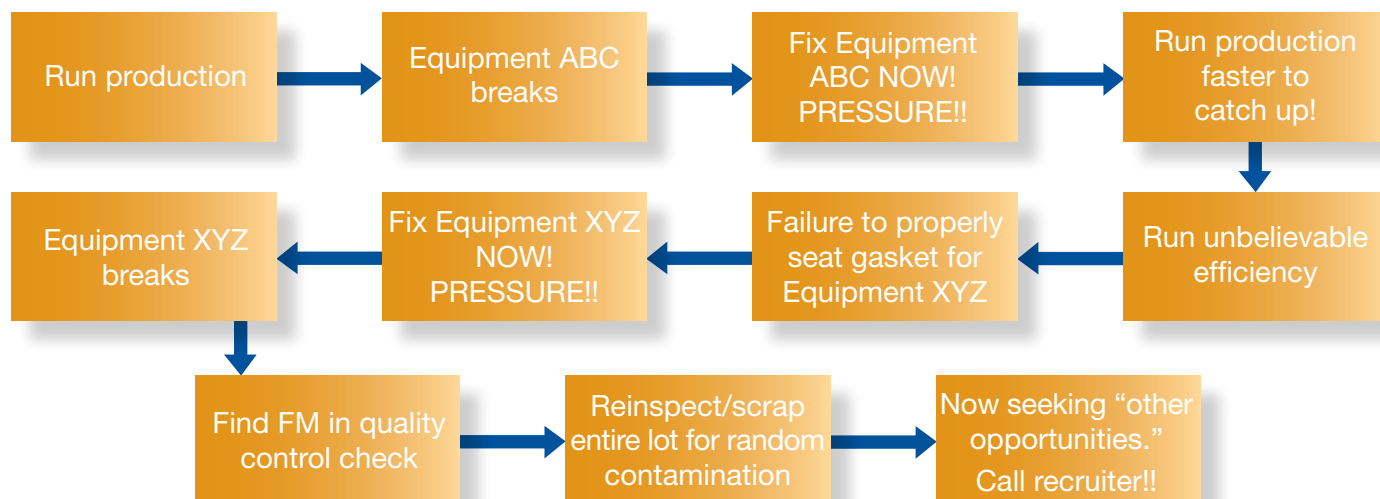 Run production
Equipment ABC
breaks
Fix Equipment
ABC NOW!
PRESSURE!!
Run production
faster to
catch up!
Run unbelievable
efficiency
Failure to properly
seat gasket for
Equipment XYZ
Fix Equipment XYZ
NOW!
PRESSURE!!
Equipment XYZ
breaks
Find FM in quality
control check
Reinspect/scrap
entire lot for random
contamination
Now seeking “other
opportunities.”
Call recruiter!!